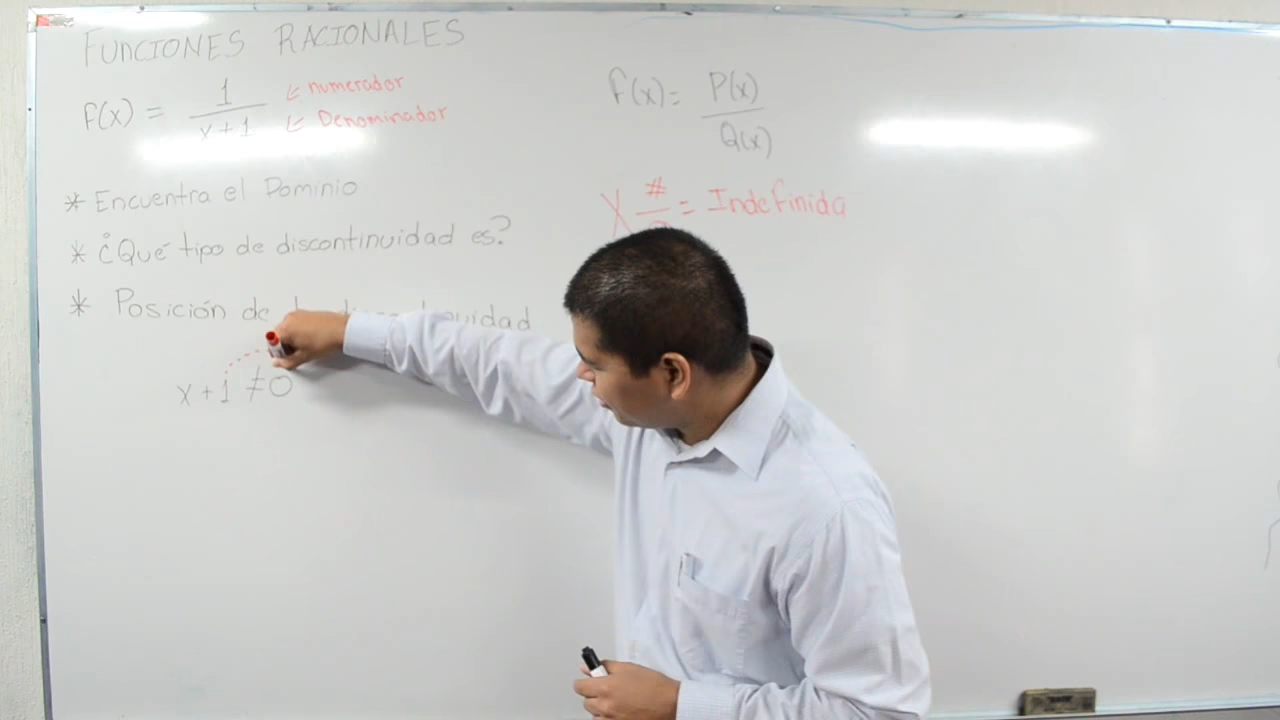 FUNCIONES RACIONALES
f(x) = 1 / x + 1
numerador
Denominador
* Encuentra el Dominio
* ¿Qué tipo de discontinuidad es?
* Posición de
x + 1 ≠ 0
f(x) = P(x) / Q(x)
X # = Indefinida